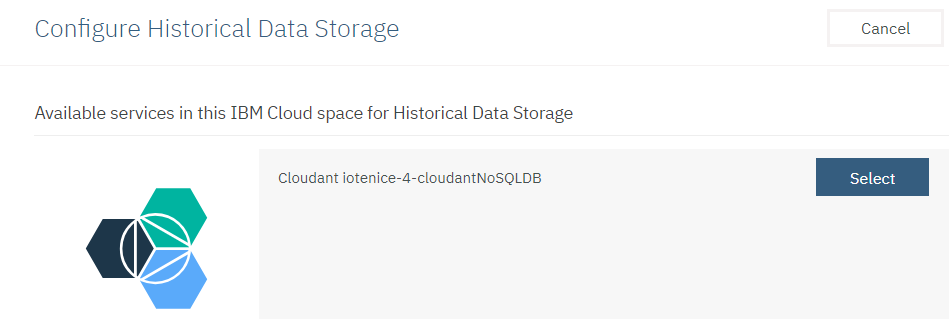 Configure Historical Data Storage
Cancel
Available services in this IBM Cloud space for Historical Data Storage
Cloudant iotenice-4-cloudantNoSQLDB
Select